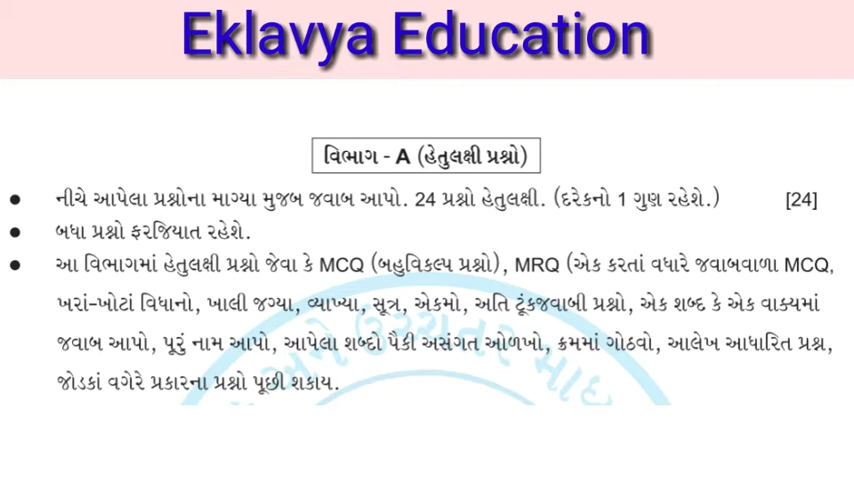 Eklavya Education
વિભાગ - A (હેતુલક્ષી પ્રશ્નો)
● નીચે આપેલા પ્રશ્નોના માગ્યા મુજબ જવાબ આપો. 24 પ્રશ્નો હેતુલક્ષી. (દરેકનો 1 ગુણ રહેશે.) [24]
● બધા પ્રશ્નો ફરજિયાત રહેશે.
● આ વિભાગમાં હેતુલક્ષી પ્રશ્નો જેવા કે MCQ (બહુવિકલ્પ પ્રશ્નો), MRQ (એક કરતાં વધારે જવાબવાળા MCQ,
ખરાં-ખોટાં વિધાનો, ખાલી જગ્યા, વ્યાખ્યા, સૂત્ર, એકમો, અતિ ટૂંકજવાબી પ્રશ્નો, એક શબ્દ કે એક વાક્યમાં
જવાબ આપો, પૂરું નામ આપો, આપેલા શબ્દો પૈકી અસંગત ઓળખો, ક્રમમાં ગોઠવો, આલેખ આધારિત પ્રશ્ન,
જોડકાં વગેરે પ્રકારના પ્રશ્નો પૂછી શકાય.
અને ઉચ્ચતર માધ્ય